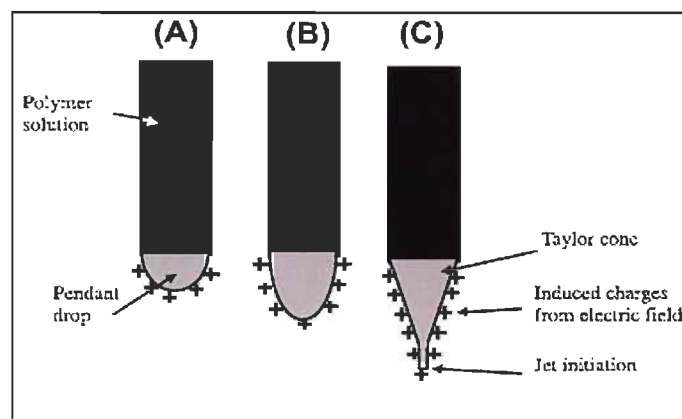 (A)
(B)
(C)
Polymer
solution
Pendant
drop
Taylor cone
Induced charges
from electric field
Jet initiation